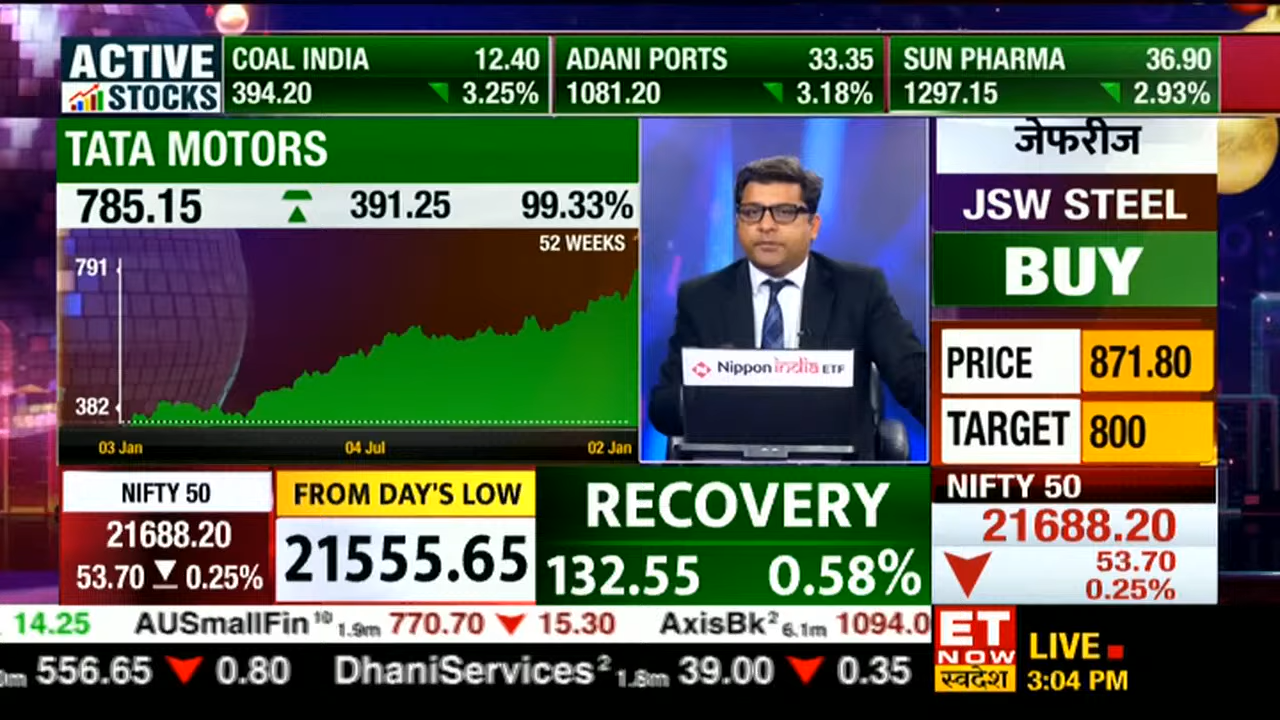 ACTIVE STOCKS
COAL INDIA 12.40
394.20 3.25%
ADANI PORTS 33.35
1081.20 3.18%
SUN PHARMA 36.90
1297.15 2.93%
TATA MOTORS
785.15 391.25 99.33%
52 WEEKS
791
382
03 Jan 04 Jul 02 Jan
Nippon india ETF
जेफरीज
JSW STEEL
BUY
PRICE 871.80
TARGET 800
NIFTY 50
21688.20
53.70 0.25%
FROM DAY'S LOW
21555.65
RECOVERY
132.55 0.58%
NIFTY 50
21688.20
53.70
0.25%
14.25 AUSmallFin 10 1.9m 770.70 15.30 AxisBk 2 6.1m 1094.0
556.65 0.80 DhaniServices 2 1.8m 39.00 0.35
ET
NOW
स्वदेश
LIVE
3:04 PM